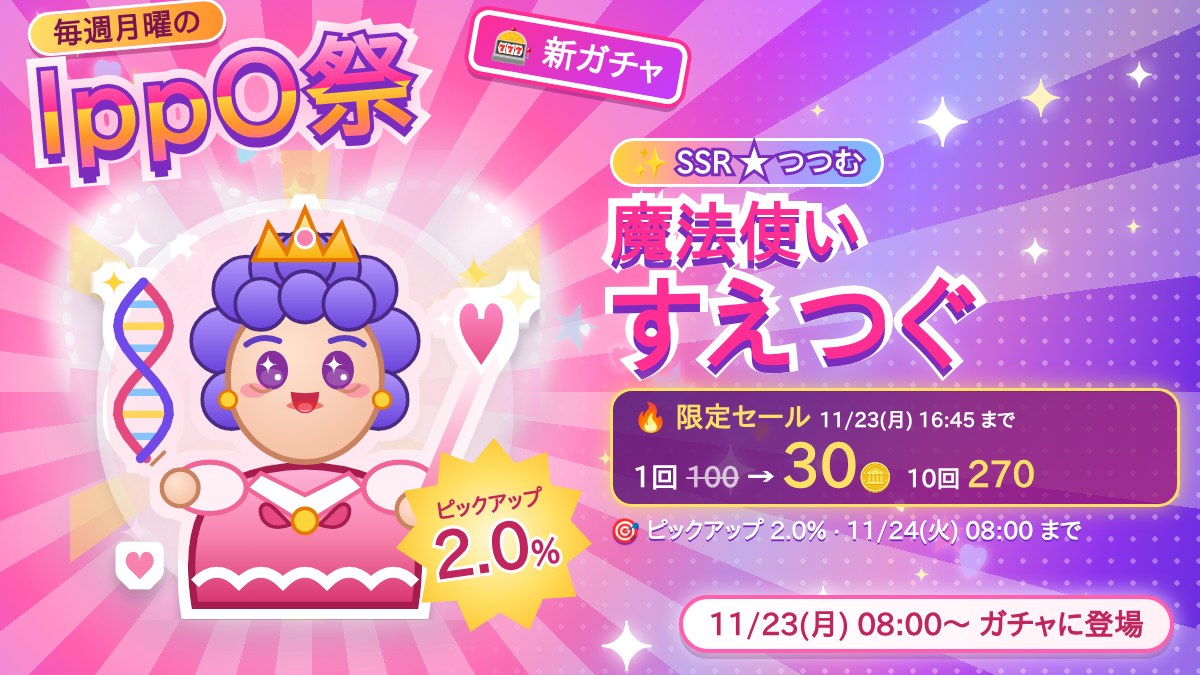 毎週月曜の
IppO祭
777 新ガチャ
SSR★つつむ
魔法使い
すえつぐ
限定セール 11/23(月) 16:45 まで
1回 100 → 30 10回 270
ピックアップ 2.0% · 11/24(火) 08:00 まで
ピックアップ
2.0%
11/23(月) 08:00〜 ガチャに登場